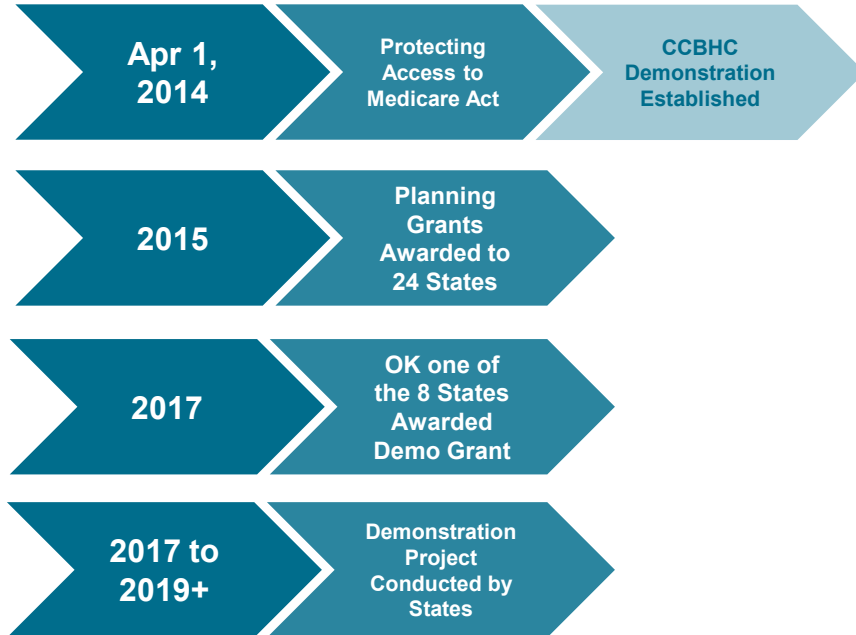 Apr 1,
2014
Protecting
Access to
Medicare Act
CCBHC
Demonstration
Established
2015
Planning
Grants
Awarded to
24 States
2017
OK one of
the 8 States
Awarded
Demo Grant
2017 to
2019+
Demonstration
Project
Conducted by
States